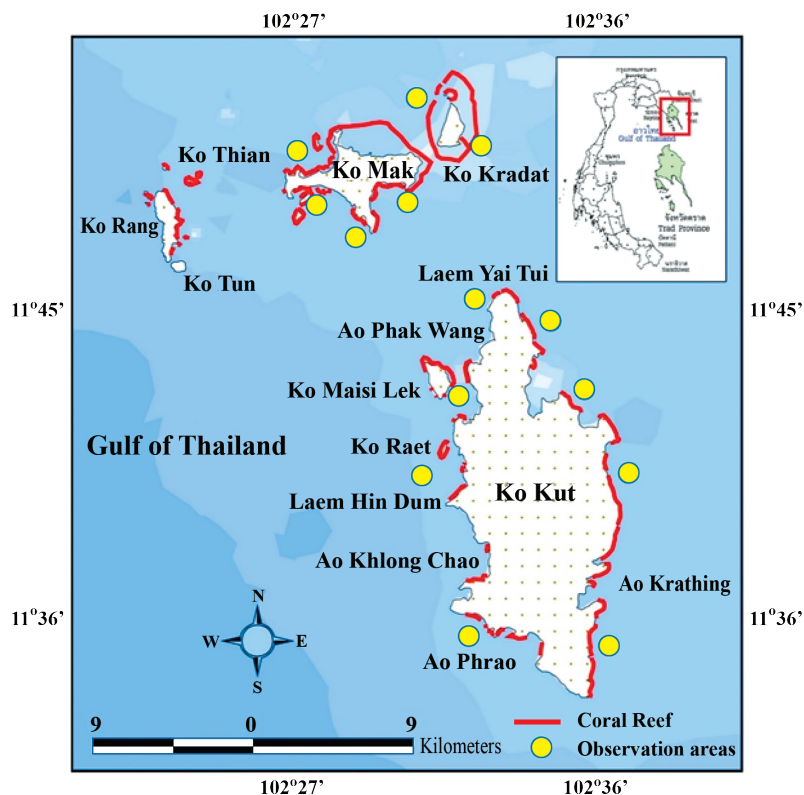 102°27’ 102°36’
Gulf of Thailand
Trad Province
Ko Thian
Ko Mak
Ko Kradat
Ko Rang
Ko Tun
Laem Yai Tui
11°45’ 11°45’
Ao Phak Wang
Ko Maisi Lek
Gulf of Thailand
Ko Raet
Ko Kut
Laem Hin Dum
Ao Khlong Chao
Ao Krathing
N
11°36’ 11°36’
W E
S
Ao Phrao
9 0 9
Kilometers
Coral Reef
Observation areas
102°27’ 102°36’